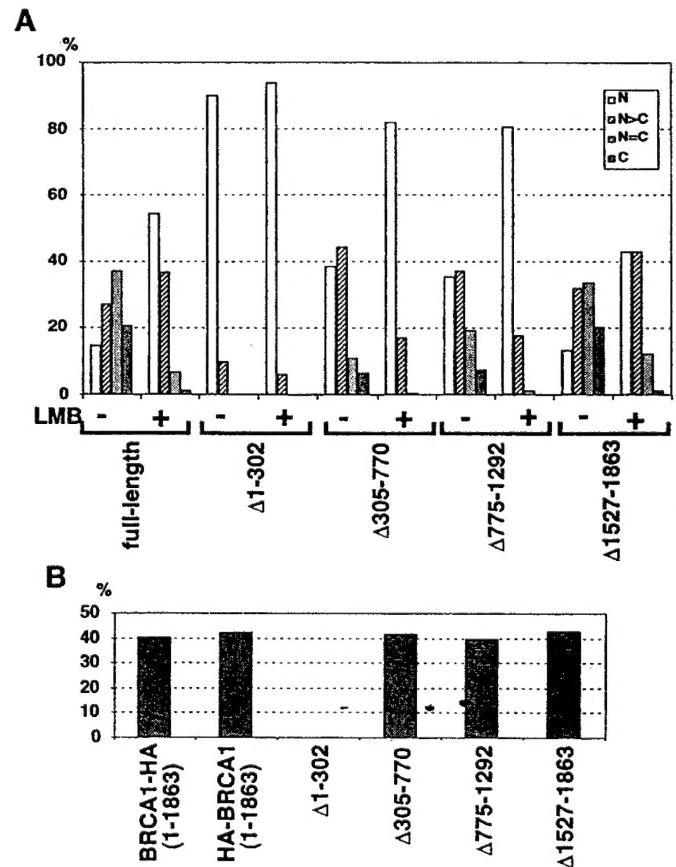 A
%
100
80
60
40
20
0
N
N>C
N=C
C
LMB - + - + - + - + - +
full-length
Δ1-302
Δ305-770
Δ775-1292
Δ1527-1863
B
%
50
40
30
20
10
0
BRCA1-HA
(1-1863)
HA-BRCA1
(1-1863)
Δ1-302
Δ305-770
Δ775-1292
Δ1527-1863